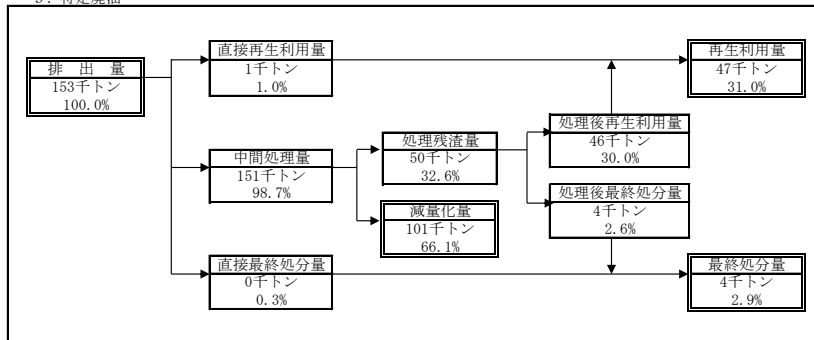 排　出　量
153千トン
100.0%
直接再生利用量
1千トン
1.0%
中間処理量
151千トン
98.7%
直接最終処分量
0千トン
0.3%
処理残渣量
50千トン
32.6%
減量化量
101千トン
66.1%
処理後再生利用量
46千トン
30.0%
処理後最終処分量
4千トン
2.6%
再生利用量
47千トン
31.0%
最終処分量
4千トン
2.9%